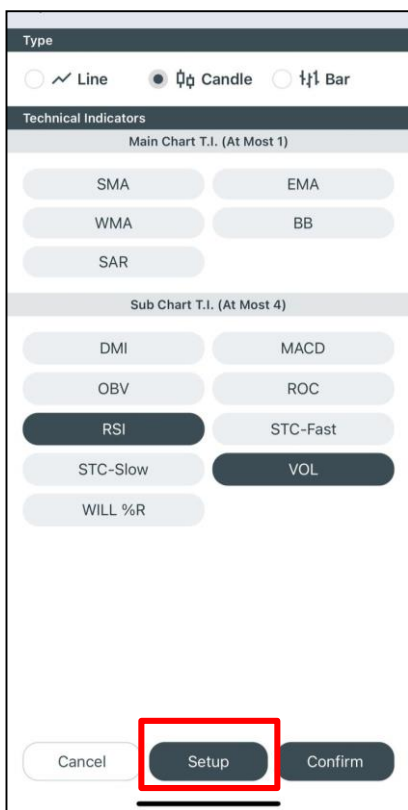 Type
Line Candle Bar
Technical Indicators
Main Chart T.I. (At Most 1)
SMA EMA
WMA BB
SAR
Sub Chart T.I. (At Most 4)
DMI MACD
OBV ROC
RSI STC-Fast
STC-Slow VOL
WILL %R
Cancel Setup Confirm